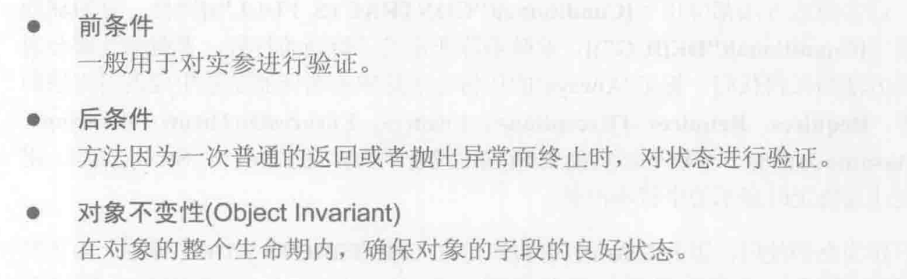 ● 前条件
一般用于对实参进行验证。
● 后条件
方法因为一次普通的返回或者抛出异常而终止时，对状态进行验证。
● 对象不变性(Object Invariant)
在对象的整个生命期内，确保对象的字段的良好状态。